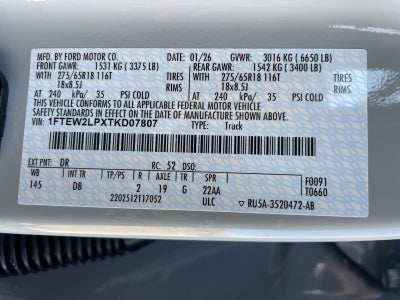 MFD. BY FORD MOTOR CO. 01/26 GVWR: 3016 KG (6650 LB)
FRONT GAWR: 1531 KG (3375 LB) REAR GAWR: 1542 KG (3400 LB)
275/65R18 116T WITH 275/65R18 116T WITH
18x8.5J TIRES RIMS 18x8.5J TIRES RIMS
AT 240 kPa/ 35 PSI COLD AT 240 kPa/ 35 PSI COLD
THIS VEHICLE CONFORMS TO ALL APPLICABLE FEDERAL MOTOR VEHICLE
SAFETY STANDARDS IN EFFECT ON THE DATE OF MANUFACTURE SHOWN ABOVE.
VIN: 1FTEW2LPXTKD07807 TYPE: Truck
EXT PNT: DR RC: 52 DSO:
WB INT TR TP/PS R AXLE TR SPR F0091
145 DB 2 19 G 22AA T0660
2202512117052 ULC ▽ RU5A-3520472-AB